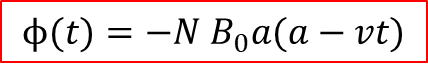 ϕ(t) = −N B₀a(a − vt)